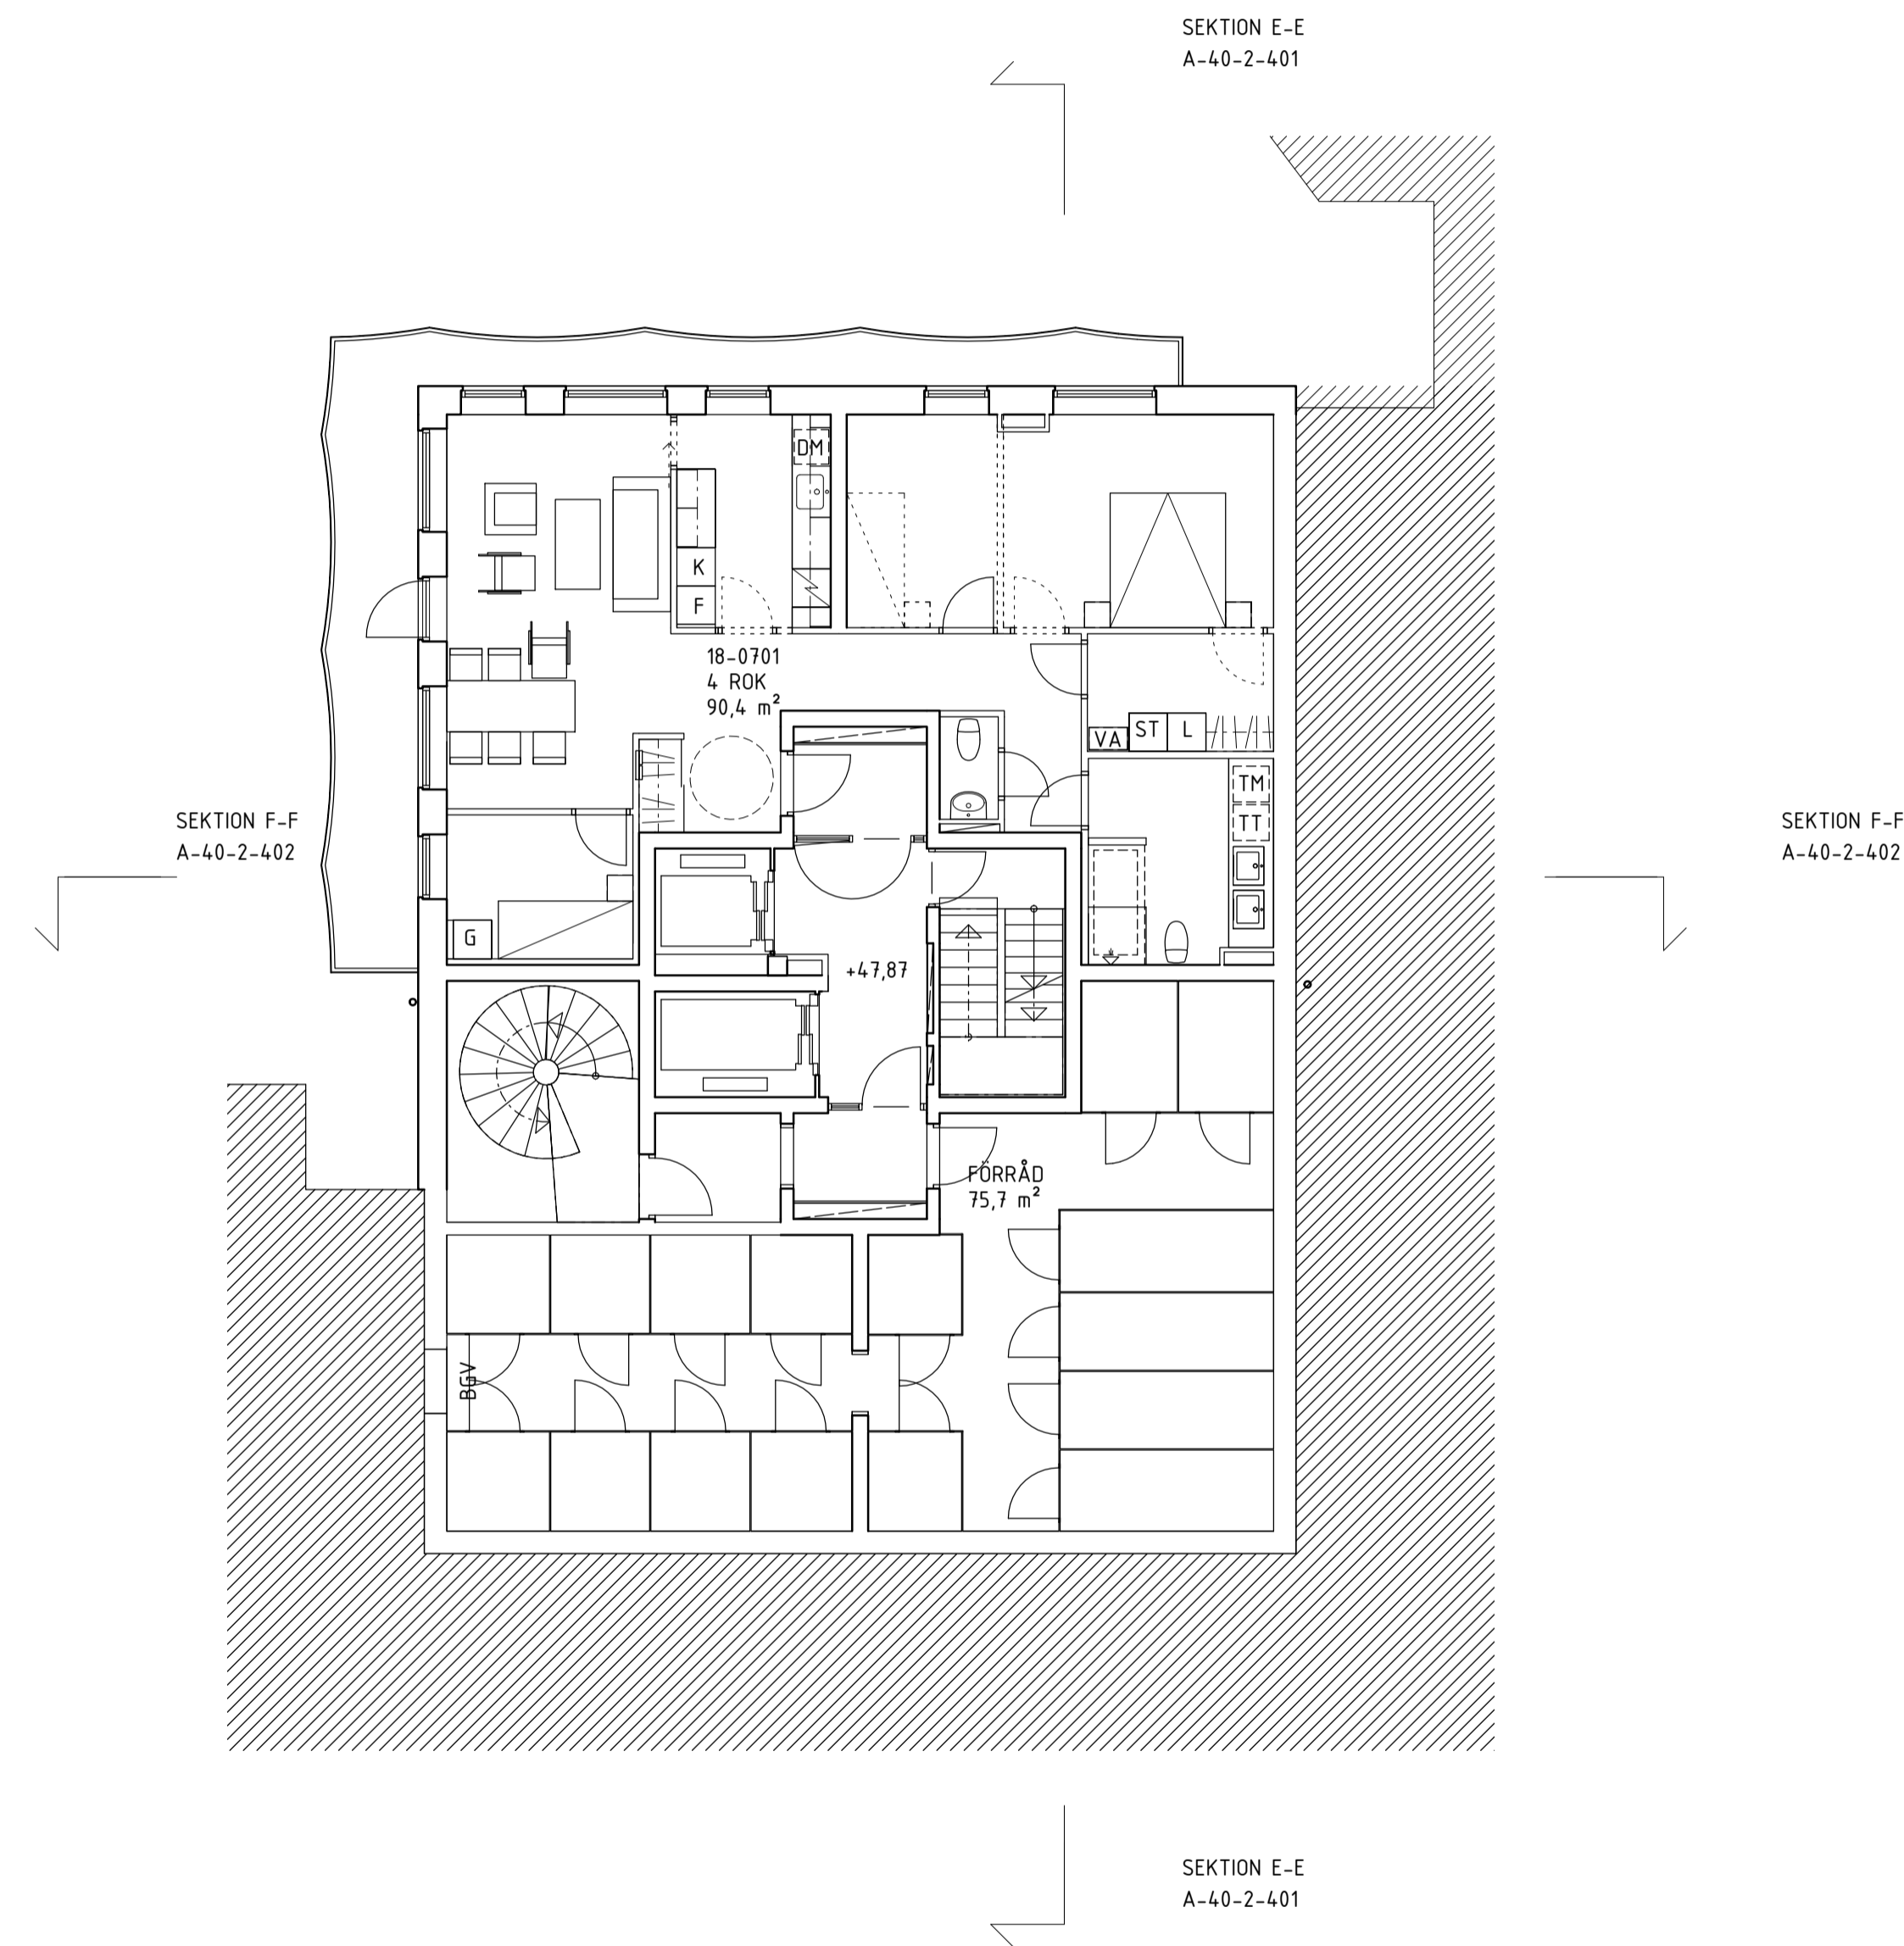 SEKTION E-E
A-40-2-401
DM
K
F
18-0701
4 ROK
90,4 m²
VA
ST
L
TM
TT
SEKTION F-F
A-40-2-402
SEKTION F-F
A-40-2-402
G
+47,87
FÖRRÅD
75,7 m²
BGV
SEKTION E-E
A-40-2-401